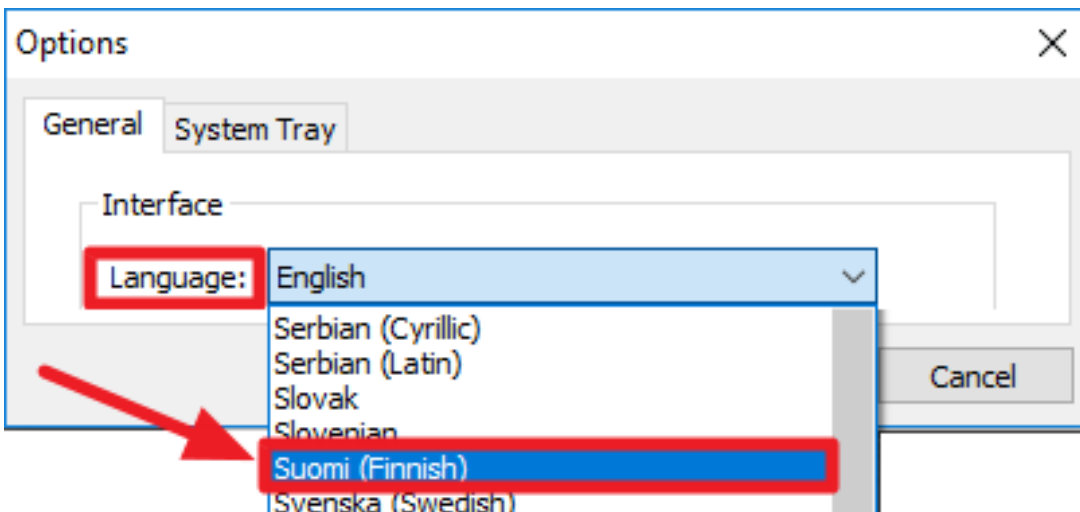 Options
General System Tray
Interface
Language: English
Serbian (Cyrillic)
Serbian (Latin)
Slovak
Cancel
Slovenian
Suomi (Finnish)
Svenska (Swedish)